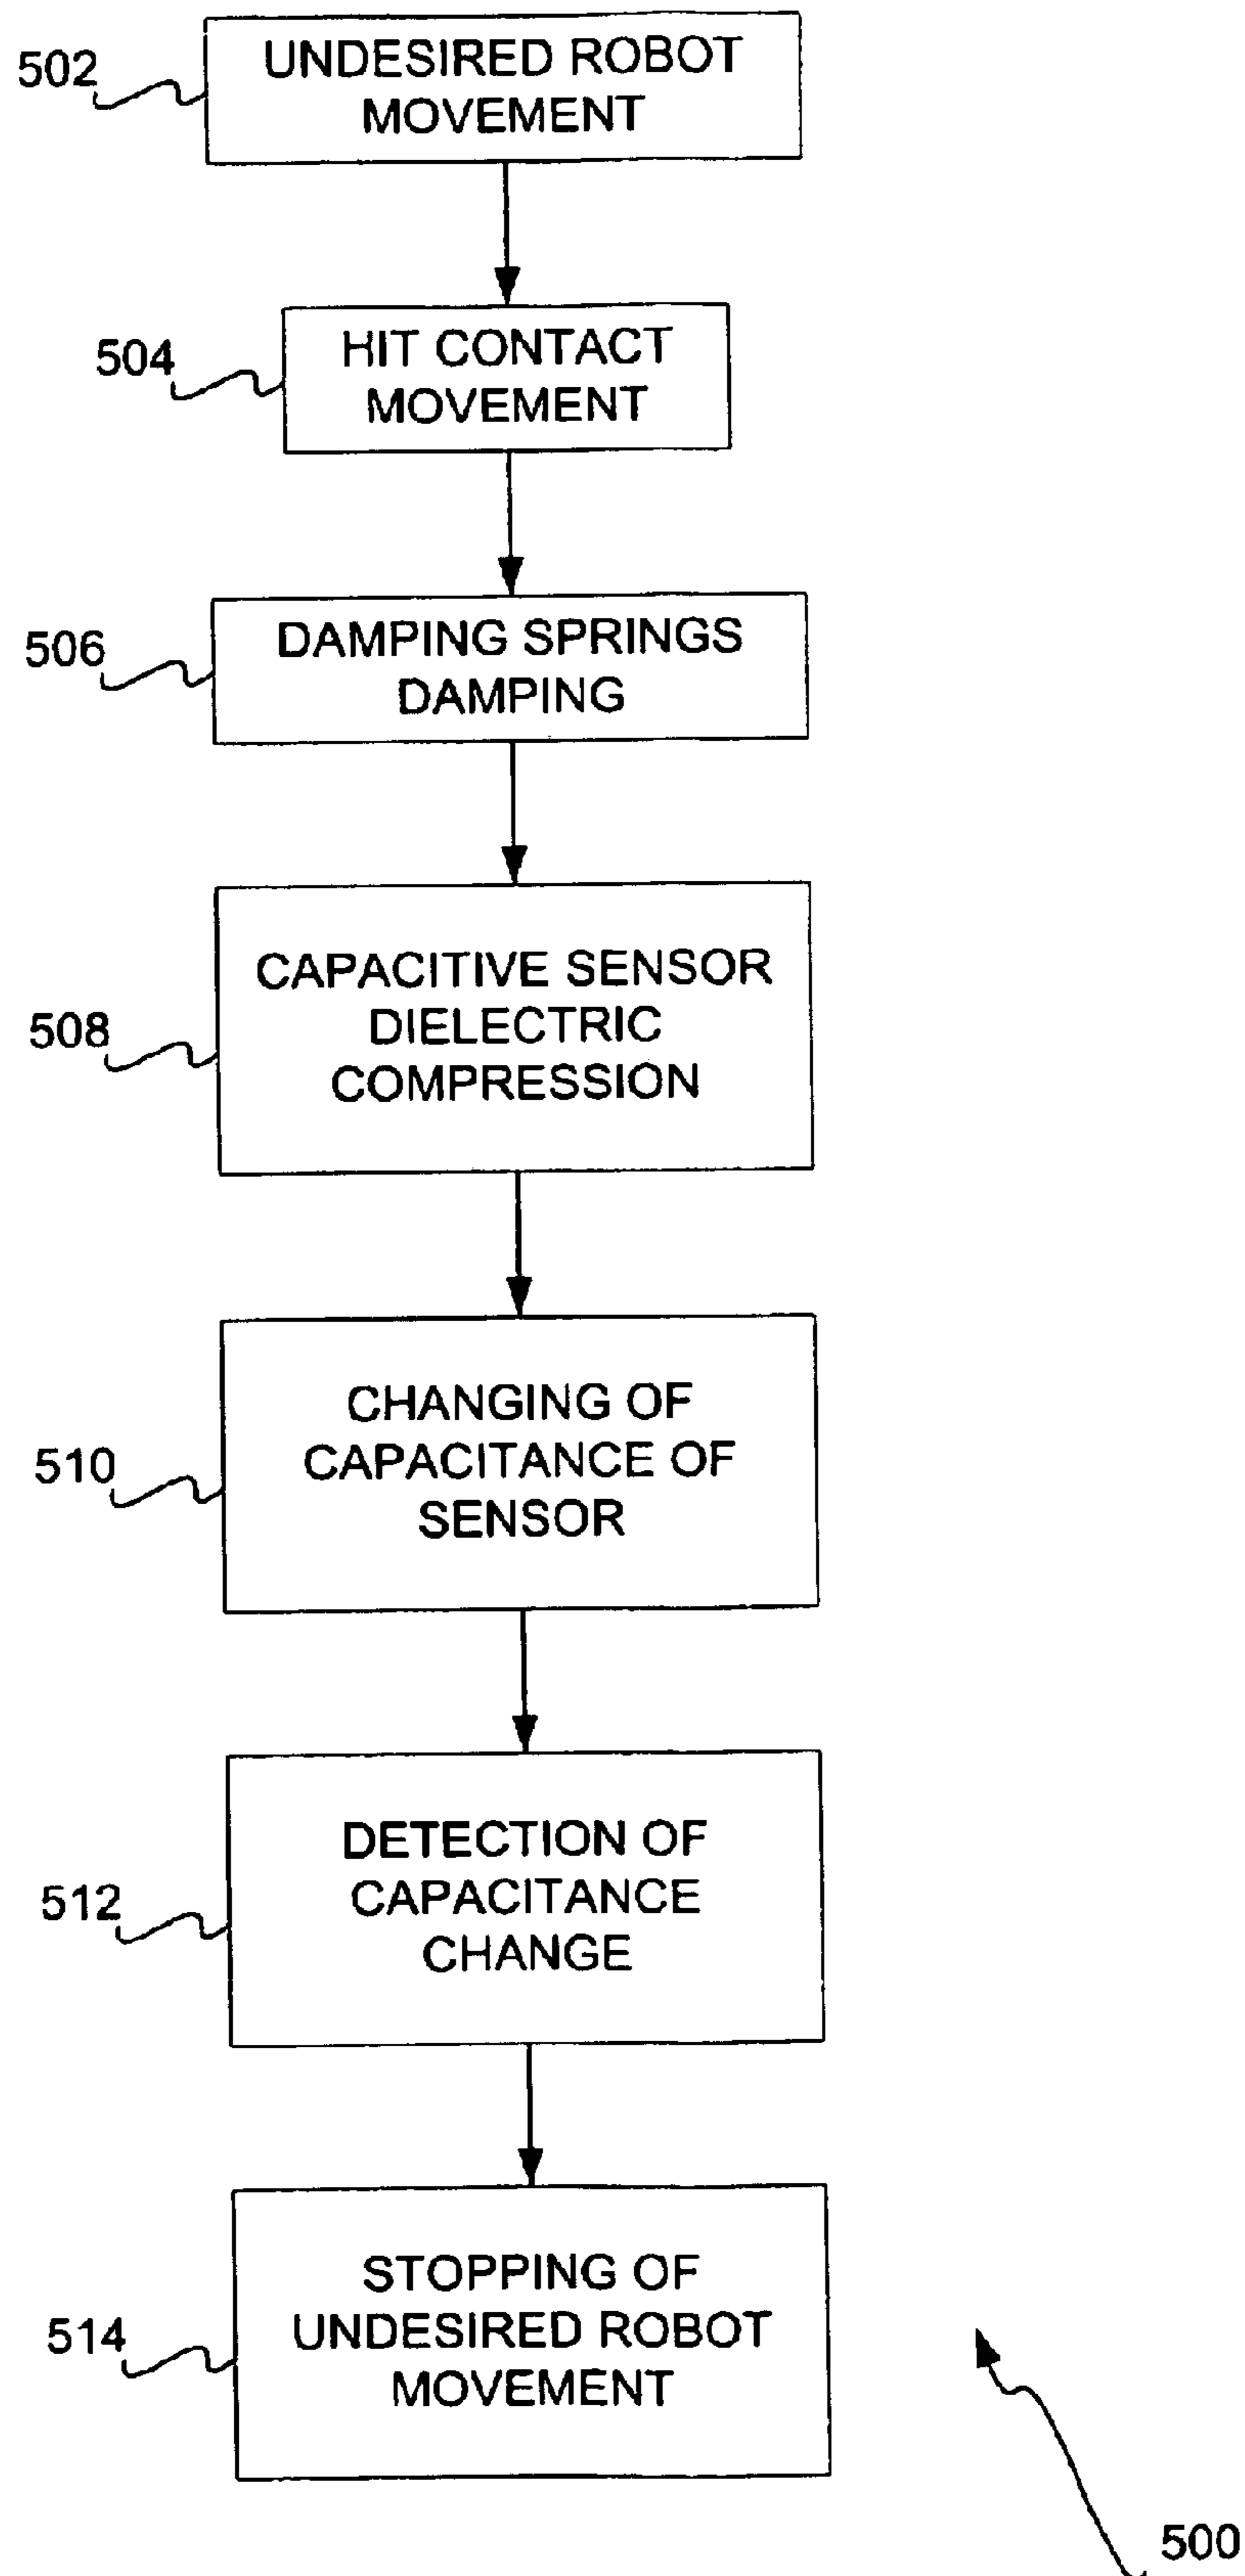 502
UNDESIRED ROBOT
MOVEMENT
504
HIT CONTACT
MOVEMENT
506
DAMPING SPRINGS
DAMPING
508
CAPACITIVE SENSOR
DIELECTRIC
COMPRESSION
510
CHANGING OF
CAPACITANCE OF
SENSOR
512
DETECTION OF
CAPACITANCE
CHANGE
514
STOPPING OF
UNDESIRED ROBOT
MOVEMENT
500